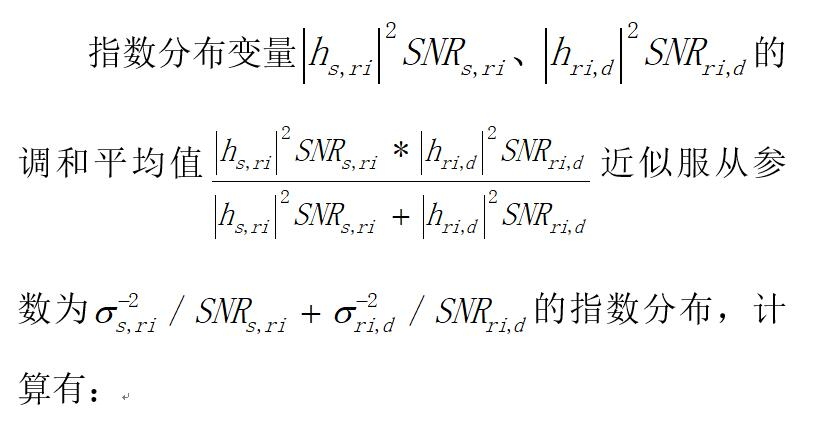 指数分布变量|h_{s,ri}|^2 SNR_{s,ri}、|h_{ri,d}|^2 SNR_{ri,d}的
调和平均值 \frac{|h_{s,ri}|^2 SNR_{s,ri} * |h_{ri,d}|^2 SNR_{ri,d}}{|h_{s,ri}|^2 SNR_{s,ri} + |h_{ri,d}|^2 SNR_{ri,d}} 近似服从参
数为σ_{s,ri}^{-2} / SNR_{s,ri} + σ_{ri,d}^{-2} / SNR_{ri,d}的指数分布，计
算有：